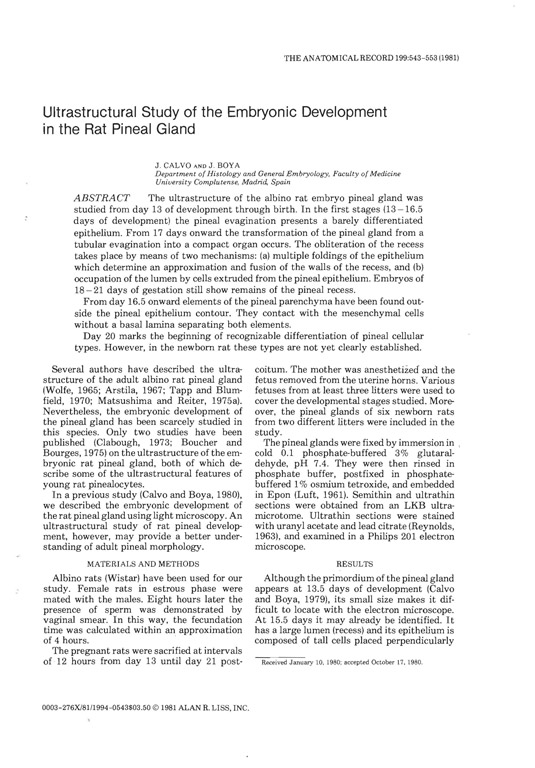 THE ANATOMICAL RECORD 199:543–553 (1981)
Ultrastructural Study of the Embryonic Development
in the Rat Pineal Gland
J. CALVO AND J. BOYA
Department of Histology and General Embryology, Faculty of Medicine
University Complutense, Madrid, Spain
ABSTRACT The ultrastructure of the albino rat embryo pineal gland was
studied from day 13 of development through birth. In the first stages (13–16.5
days of development) the pineal evagination presents a barely differentiated
epithelium. From 17 days onward the transformation of the pineal gland from a
tubular evagination into a compact organ occurs. The obliteration of the recess
takes place by means of two mechanisms: (a) multiple foldings of the epithelium
which determine an approximation and fusion of the walls of the recess, and (b)
occupation of the lumen by cells extruded from the pineal epithelium. Embryos of
18–21 days of gestation still show remains of the pineal recess.
From day 16.5 onward elements of the pineal parenchyma have been found out-
side the pineal epithelium contour. They contact with the mesenchymal cells
without a basal lamina separating both elements.
Day 20 marks the beginning of recognizable differentiation of pineal cellular
types. However, in the newborn rat these types are not yet clearly established.
Several authors have described the ultra-
structure of the adult albino rat pineal gland
(Wolfe, 1965; Arstila, 1967; Tapp and Blum-
field, 1970; Matsushima and Reiter, 1975a).
Nevertheless, the embryonic development of
the pineal gland has been scarcely studied in
this species. Only two studies have been
published (Clabough, 1973; Boucher and
Bourges, 1975) on the ultrastructure of the em-
bryonic rat pineal gland, both of which de-
scribe some of the ultrastructural features of
young rat pinealocytes.
In a previous study (Calvo and Boya, 1980),
we described the embryonic development of
the rat pineal gland using light microscopy. An
ultrastructural study of rat pineal develop-
ment, however, may provide a better under-
standing of adult pineal morphology.
MATERIALS AND METHODS
Albino rats (Wistar) have been used for our
study. Female rats in estrous phase were
mated with the males. Eight hours later the
presence of sperm was demonstrated by
vaginal smear. In this way, the fecundation
time was calculated within an approximation
of 4 hours.
The pregnant rats were sacrified at intervals
of 12 hours from day 13 until day 21 post-
coitum. The mother was anesthetized and the
fetus removed from the uterine horns. Various
fetuses from at least three litters were used to
cover the developmental stages studied. More-
over, the pineal glands of six newborn rats
from two different litters were included in the
study.
The pineal glands were fixed by immersion in
cold 0.1 phosphate-buffered 3% glutaral-
dehyde, pH 7.4. They were then rinsed in
phosphate buffer, postfixed in phosphate-
buffered 1% osmium tetroxide, and embedded
in Epon (Luft, 1961). Semithin and ultrathin
sections were obtained from an LKB ultra-
microtome. Ultrathin sections were stained
with uranyl acetate and lead citrate (Reynolds,
1963), and examined in a Philips 201 electron
microscope.
RESULTS
Although the primordium of the pineal gland
appears at 13.5 days of development (Calvo
and Boya, 1979), its small size makes it dif-
ficult to locate with the electron microscope.
At 15.5 days it may already be identified. It
has a large lumen (recess) and its epithelium is
composed of tall cells placed perpendicularly
Received January 10, 1980; accepted October 17, 1980.
0003-276X/81/1994-0543$03.50 © 1981 ALAN R. LISS, INC.